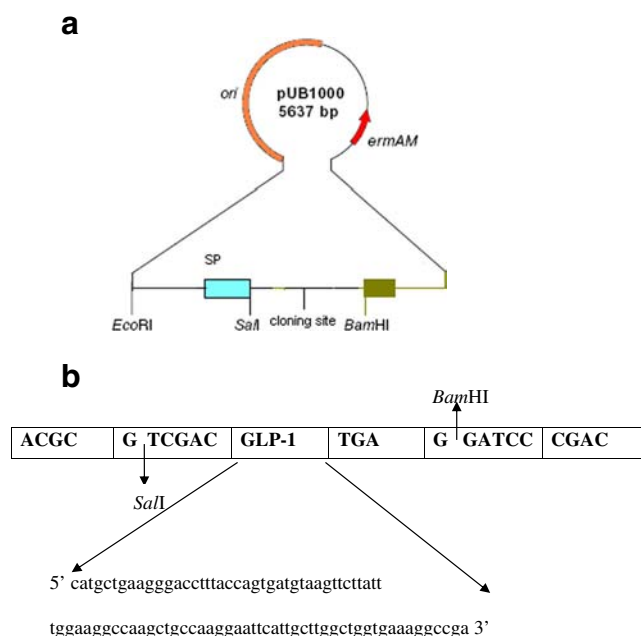 a
pUB1000
5637 bp
ori
ermAM
SP
EcoRI
SalI
cloning site
BamHI
b
BamHI
ACGC G TCGAC GLP-1 TGA G GATCC CGAC
SalI
5’ catgctgaagggacctttaccagtgatgtaagttcttatt
tggaaggccaagctgccaaggaattcattgcttggctggtgaaaggccga 3’